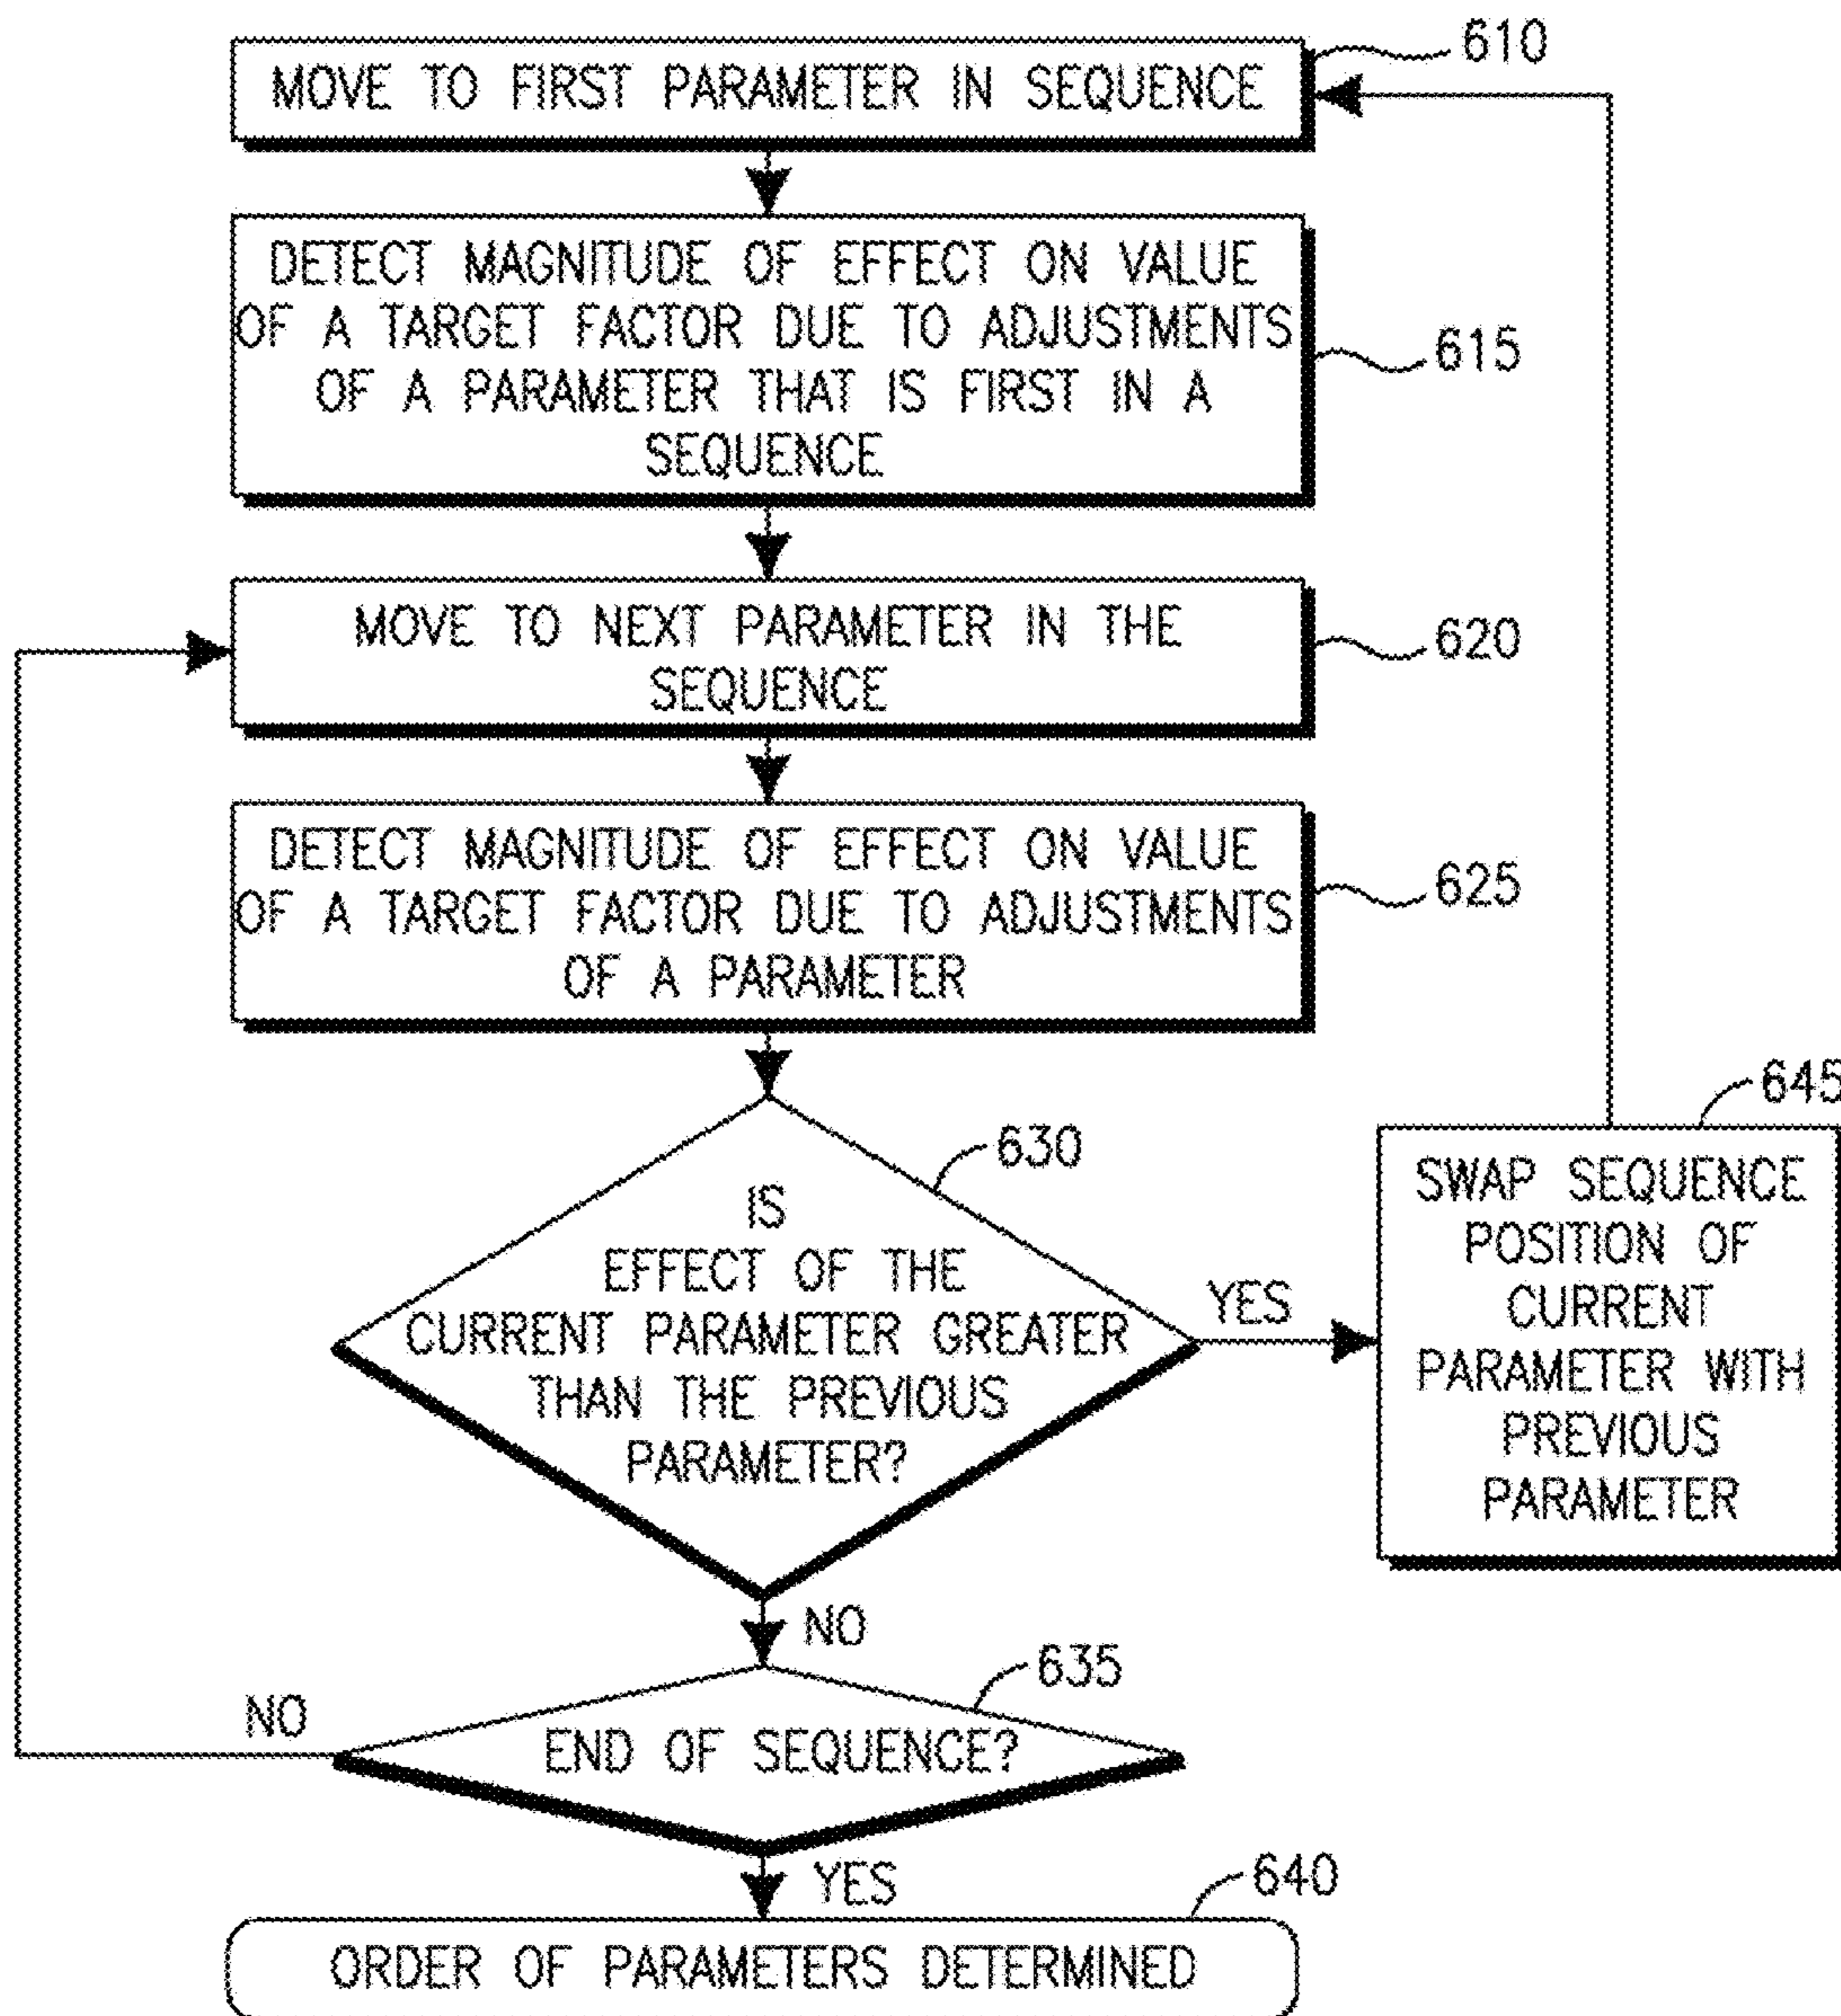 MOVE TO FIRST PARAMETER IN SEQUENCE
610
DETECT MAGNITUDE OF EFFECT ON VALUE
OF A TARGET FACTOR DUE TO ADJUSTMENTS
OF A PARAMETER THAT IS FIRST IN A
SEQUENCE
615
MOVE TO NEXT PARAMETER IN THE
SEQUENCE
620
DETECT MAGNITUDE OF EFFECT ON VALUE
OF A TARGET FACTOR DUE TO ADJUSTMENTS
OF A PARAMETER
625
IS
EFFECT OF THE
CURRENT PARAMETER GREATER
THAN THE PREVIOUS
PARAMETER?
630
YES
645
SWAP SEQUENCE
POSITION OF
CURRENT
PARAMETER WITH
PREVIOUS
PARAMETER
NO
635
END OF SEQUENCE?
NO
YES
640
ORDER OF PARAMETERS DETERMINED